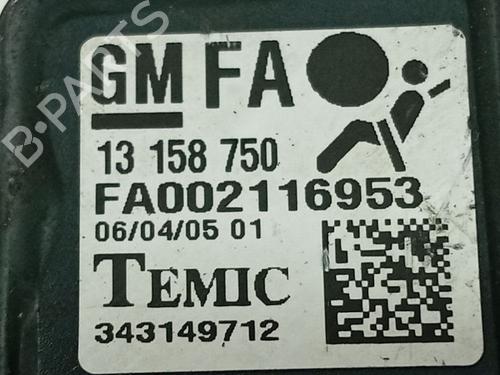 B-PARTS
GM FA
13 158 750
FA002116953
06/04/05 01
TEMIC
343149712